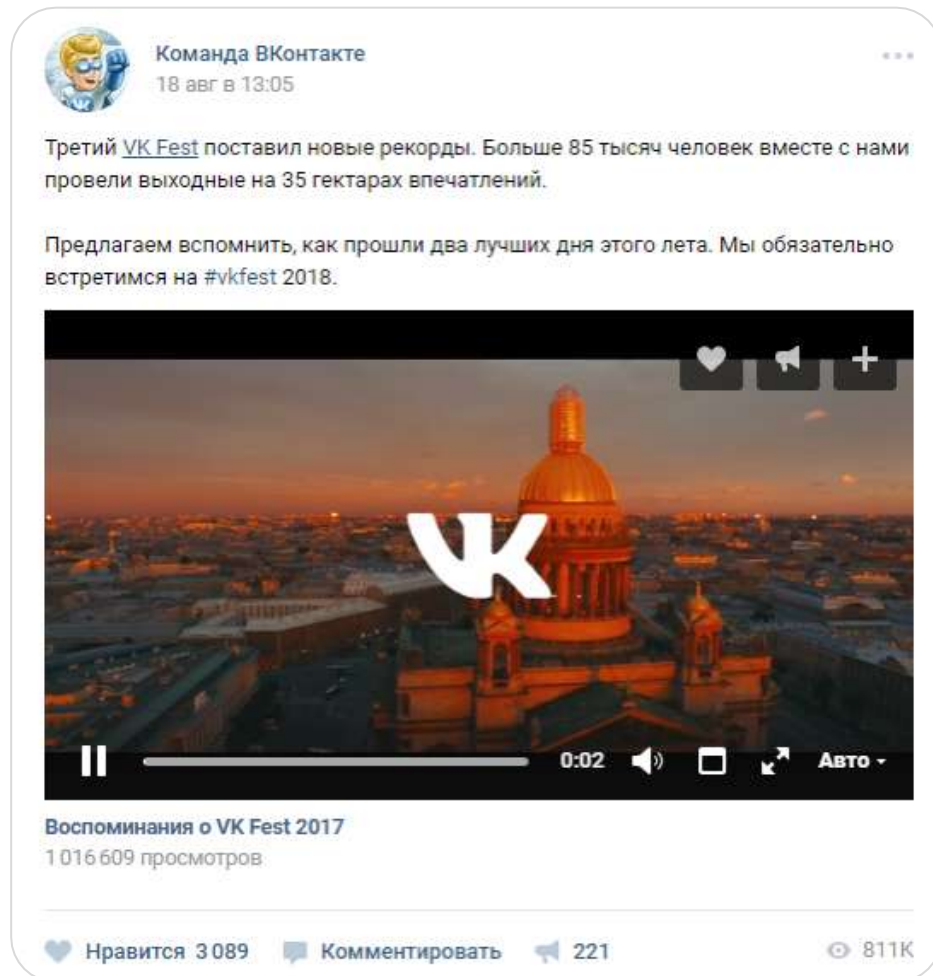 Команда ВКонтакте
18 авг в 13:05
Третий VK Fest поставил новые рекорды. Больше 85 тысяч человек вместе с нами
провели выходные на 35 гектарах впечатлений.
Предлагаем вспомнить, как прошли два лучших дня этого лета. Мы обязательно
встретимся на #vkfest 2018.
VK
0:02 Авто
Воспоминания о VK Fest 2017
1 016 609 просмотров
Нравится 3 089 Комментировать 221 811K